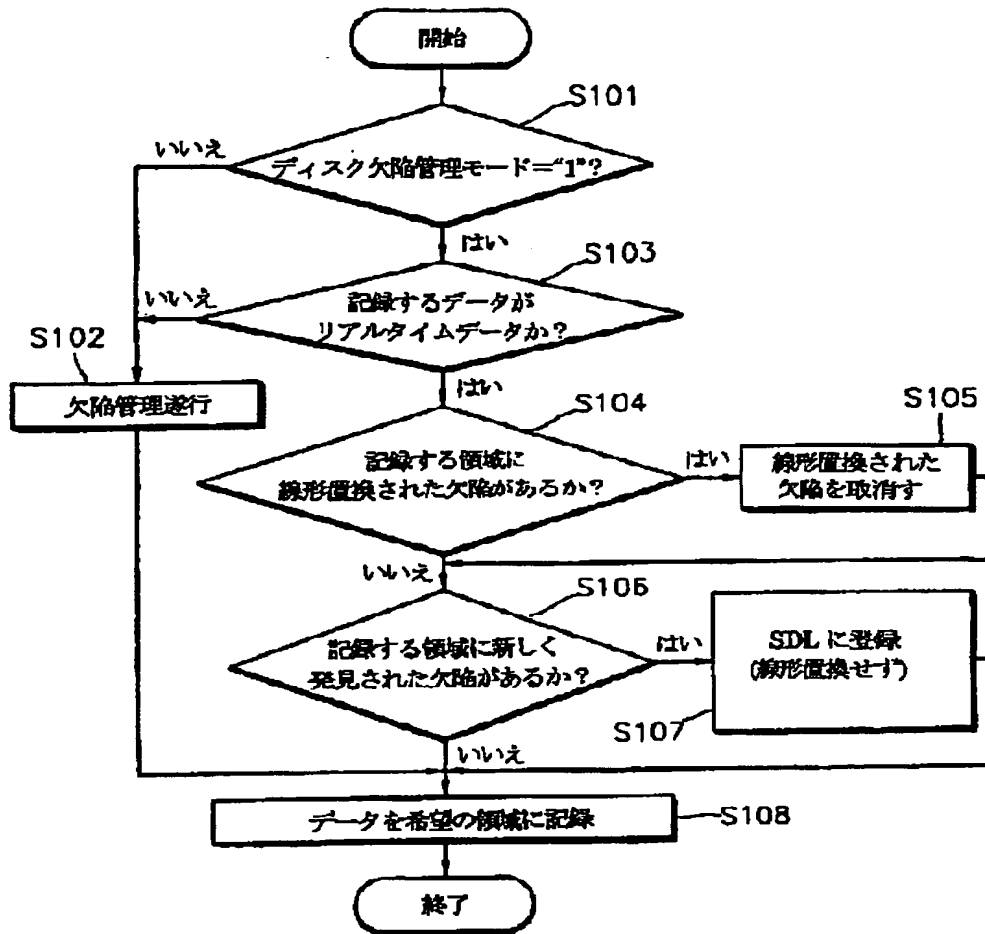 開始
S101
いいえ
ディスク欠陥管理モード="1"?
はい
S103
いいえ
記録するデータが
リアルタイムデータか?
S102
欠陥管理遂行
はい
S104
S105
記録する領域に
線形置換された欠陥があるか?
はい
線形置換された
欠陥を取消す
いいえ
S106
記録する領域に新しく
発見された欠陥があるか?
はい
SDLに登録
(線形置換せず)
S107
いいえ
データを希望の領域に記録
S108
終了